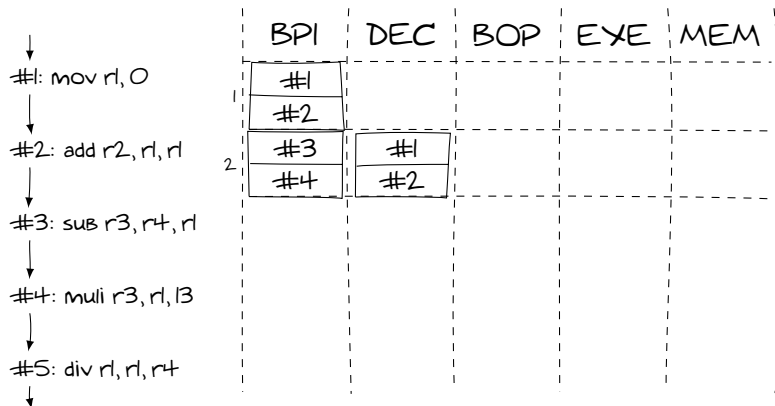 BPI DEC BOP EXE MEM
#1: mov r1, 0
1 #1
#2
#2: add r2, r1, r1
2 #3 #1
#4 #2
#3: sub r3, r4, r1
#4: muli r3, r1, 13
#5: div r1, r1, r4